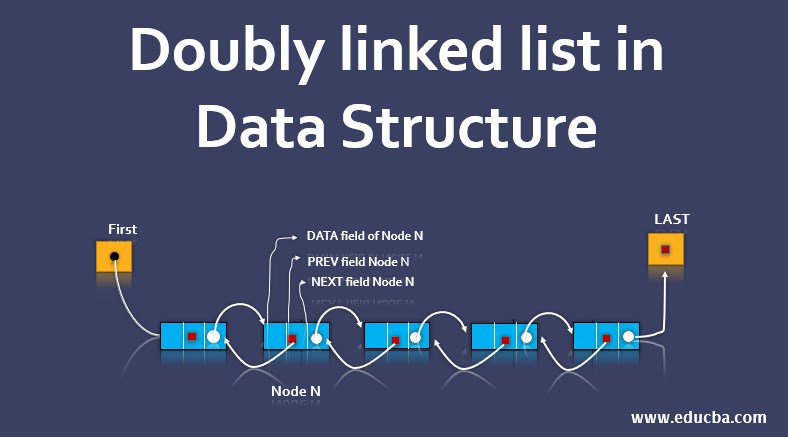 Doubly linked list in
Data Structure
First
LAST
DATA field of Node N
PREV field Node N
NEXT field Node N
Node N
www.educba.com